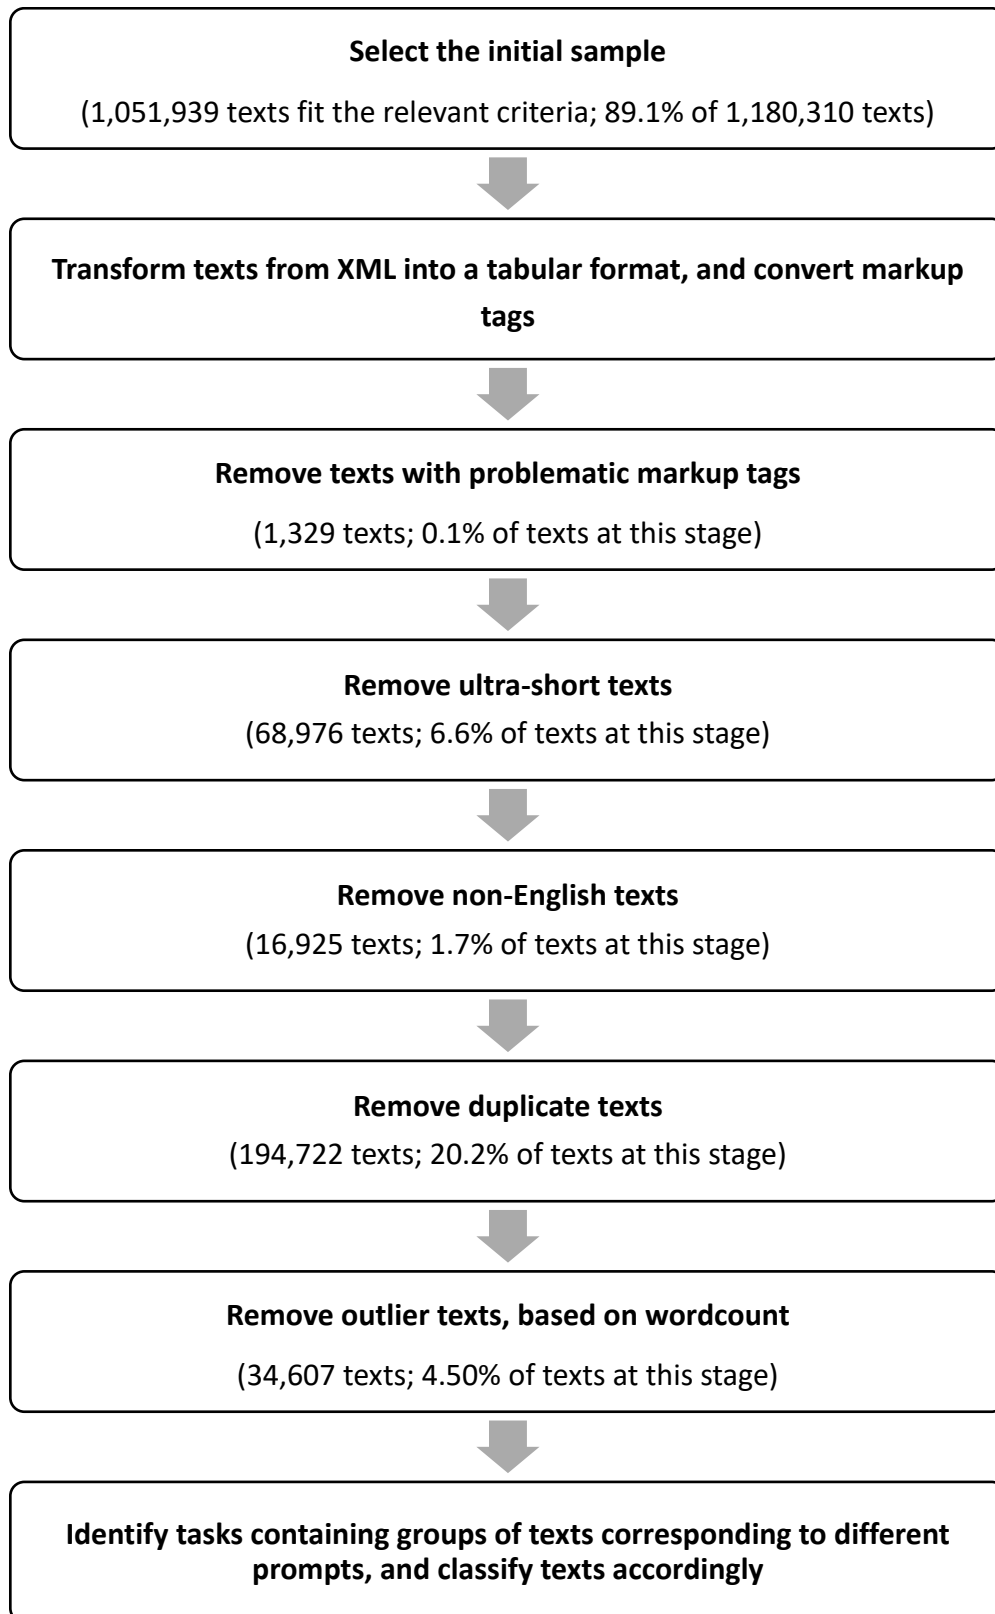 Select the initial sample
(1,051,939 texts fit the relevant criteria; 89.1% of 1,180,310 texts)
Transform texts from XML into a tabular format, and convert markup
tags
Remove texts with problematic markup tags
(1,329 texts; 0.1% of texts at this stage)
Remove ultra-short texts
(68,976 texts; 6.6% of texts at this stage)
Remove non-English texts
(16,925 texts; 1.7% of texts at this stage)
Remove duplicate texts
(194,722 texts; 20.2% of texts at this stage)
Remove outlier texts, based on wordcount
(34,607 texts; 4.50% of texts at this stage)
Identify tasks containing groups of texts corresponding to different
prompts, and classify texts accordingly